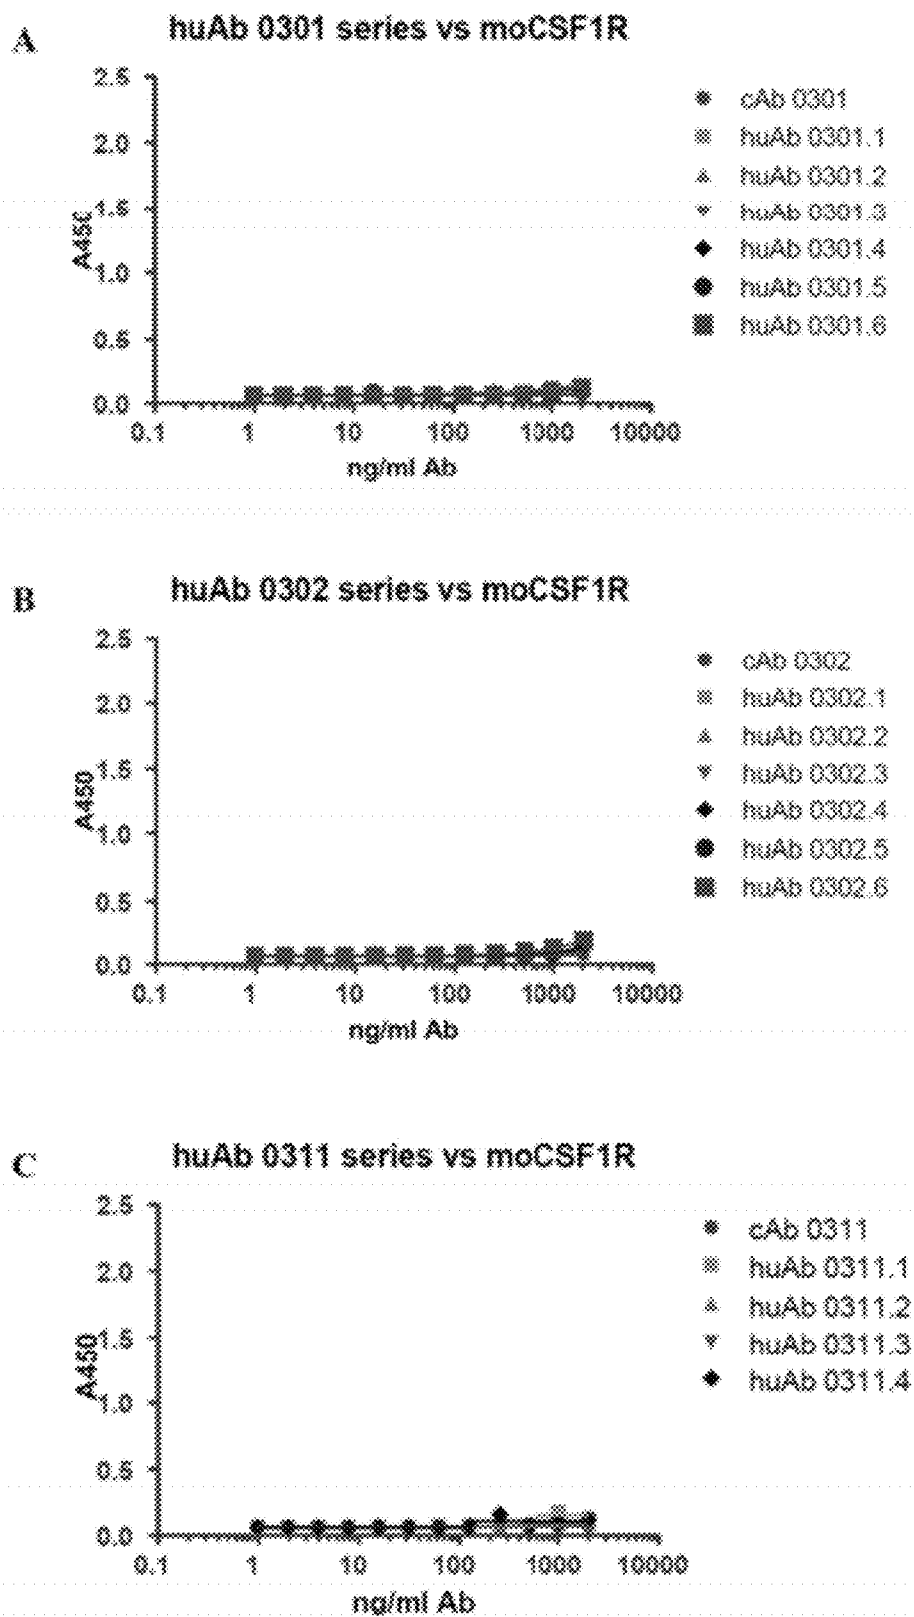 A
huAb 0301 series vs moCSF1R
2.5
2.0
1.5
1.0
0.5
0.0
A450
0.1 1 10 100 1000 10000
ng/ml Ab
cAb 0301
huAb 0301.1
huAb 0301.2
huAb 0301.3
huAb 0301.4
huAb 0301.5
huAb 0301.6
B
huAb 0302 series vs moCSF1R
2.5
2.0
1.5
1.0
0.5
0.0
A450
0.1 1 10 100 1000 10000
ng/ml Ab
cAb 0302
huAb 0302.1
huAb 0302.2
huAb 0302.3
huAb 0302.4
huAb 0302.5
huAb 0302.6
C
huAb 0311 series vs moCSF1R
2.5
2.0
1.5
1.0
0.5
0.0
A450
0.1 1 10 100 1000 10000
ng/ml Ab
cAb 0311
huAb 0311.1
huAb 0311.2
huAb 0311.3
huAb 0311.4